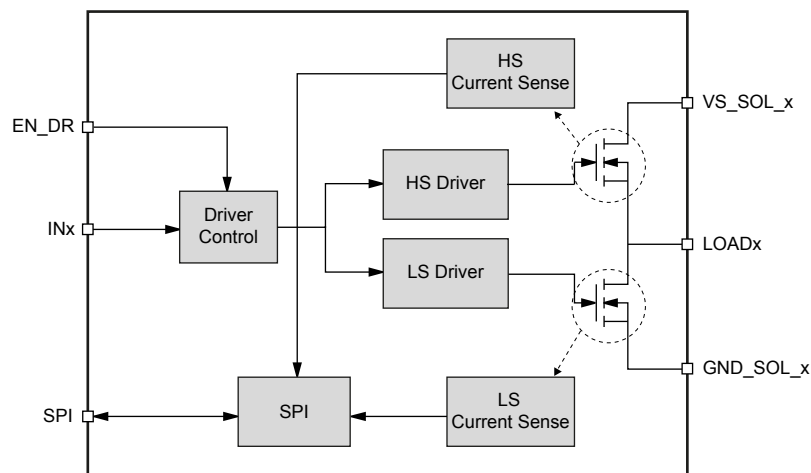 HS
Current Sense
VS_SOL_x
EN_DR
HS Driver
Driver
Control
INx
LOADx
LS Driver
GND_SOL_x
SPI
SPI
LS
Current Sense